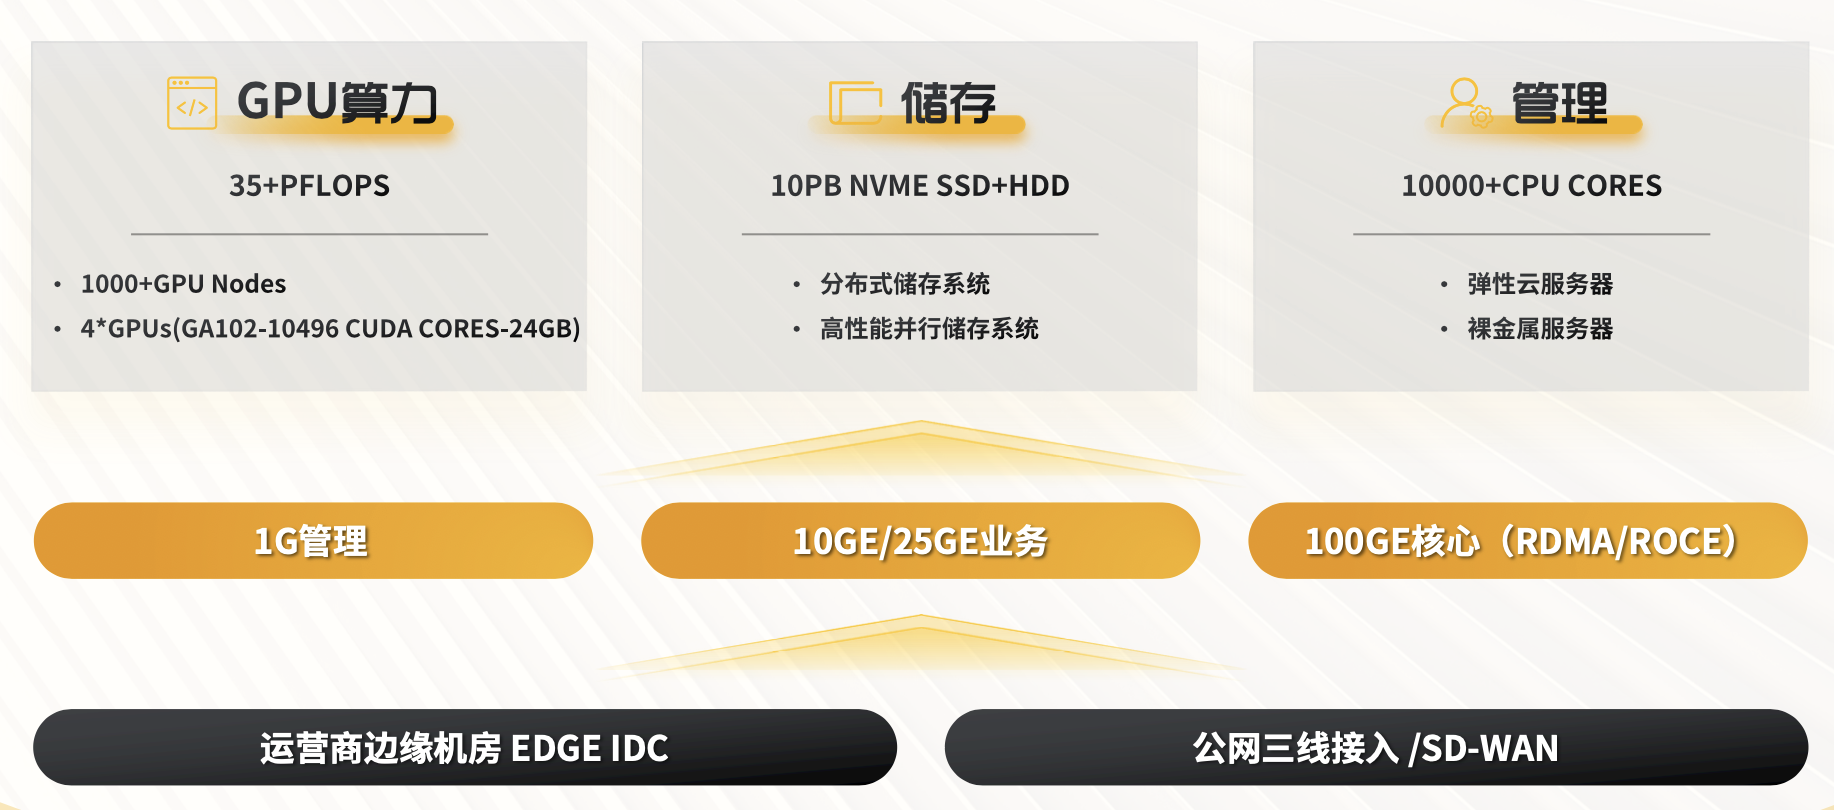 GPU算力
35+PFLOPS
• 1000+GPU Nodes
• 4*GPUs(GA102-10496 CUDA CORES-24GB)
储存
10PB NVME SSD+HDD
• 分布式储存系统
• 高性能并行储存系统
管理
10000+CPU CORES
• 弹性云服务器
• 裸金属服务器
1G管理
10GE/25GE业务
100GE核心（RDMA/ROCE）
运营商边缘机房 EDGE IDC
公网三线接入 /SD-WAN